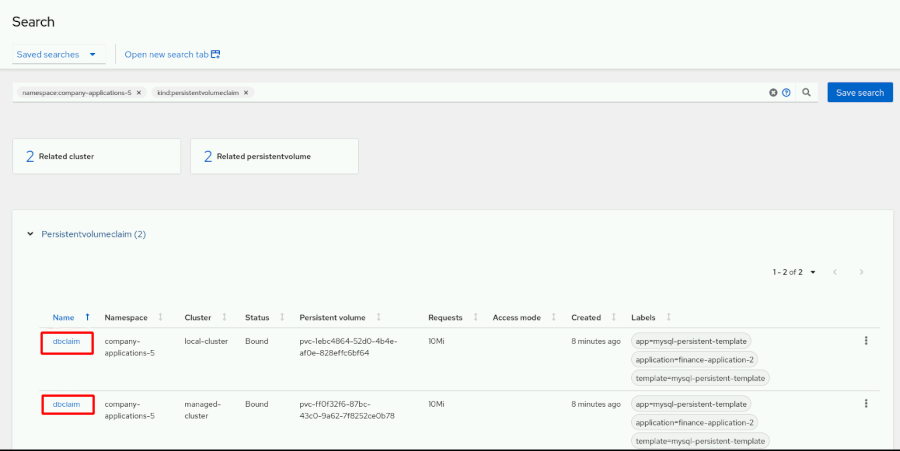 Search
Saved searches
Open new search tab
namespace:company-applications-5 ×
kind:persistentvolumeclaim ×
Save search
2 Related cluster
2 Related persistentvolume
Persistentvolumeclaim (2)
1 - 2 of 2
Name Namespace Cluster Status Persistent volume Requests Access mode Created Labels
dbclaim company-applications-5 local-cluster Bound pvc-1ebc4864-52d0-4b4e-af0e-828effc6bf64 10Mi 8 minutes ago app=mysql-persistent-template
application=finance-application-2
template=mysql-persistent-template
dbclaim company-applications-5 managed-cluster Bound pvc-ff0f32f6-87bc-43c0-9a62-7f8252ce0b78 10Mi 8 minutes ago app=mysql-persistent-template
application=finance-application-2
template=mysql-persistent-template